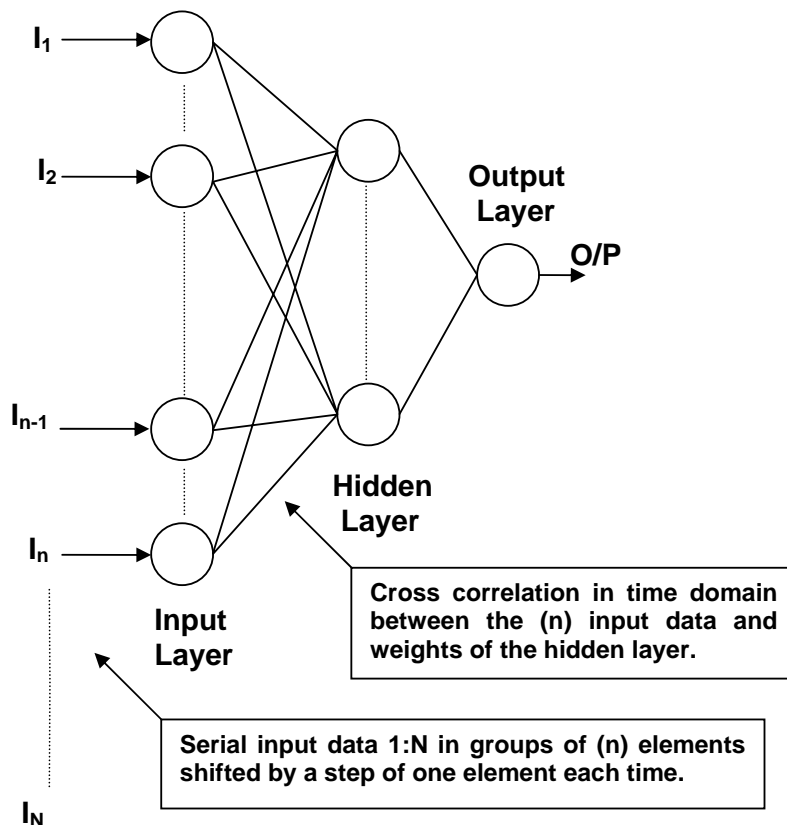 I1
I2
Output
Layer
O/P
In-1
Hidden
Layer
In
Input
Layer
Cross correlation in time domain
between the (n) input data and
weights of the hidden layer.
Serial input data 1:N in groups of (n) elements
shifted by a step of one element each time.
IN